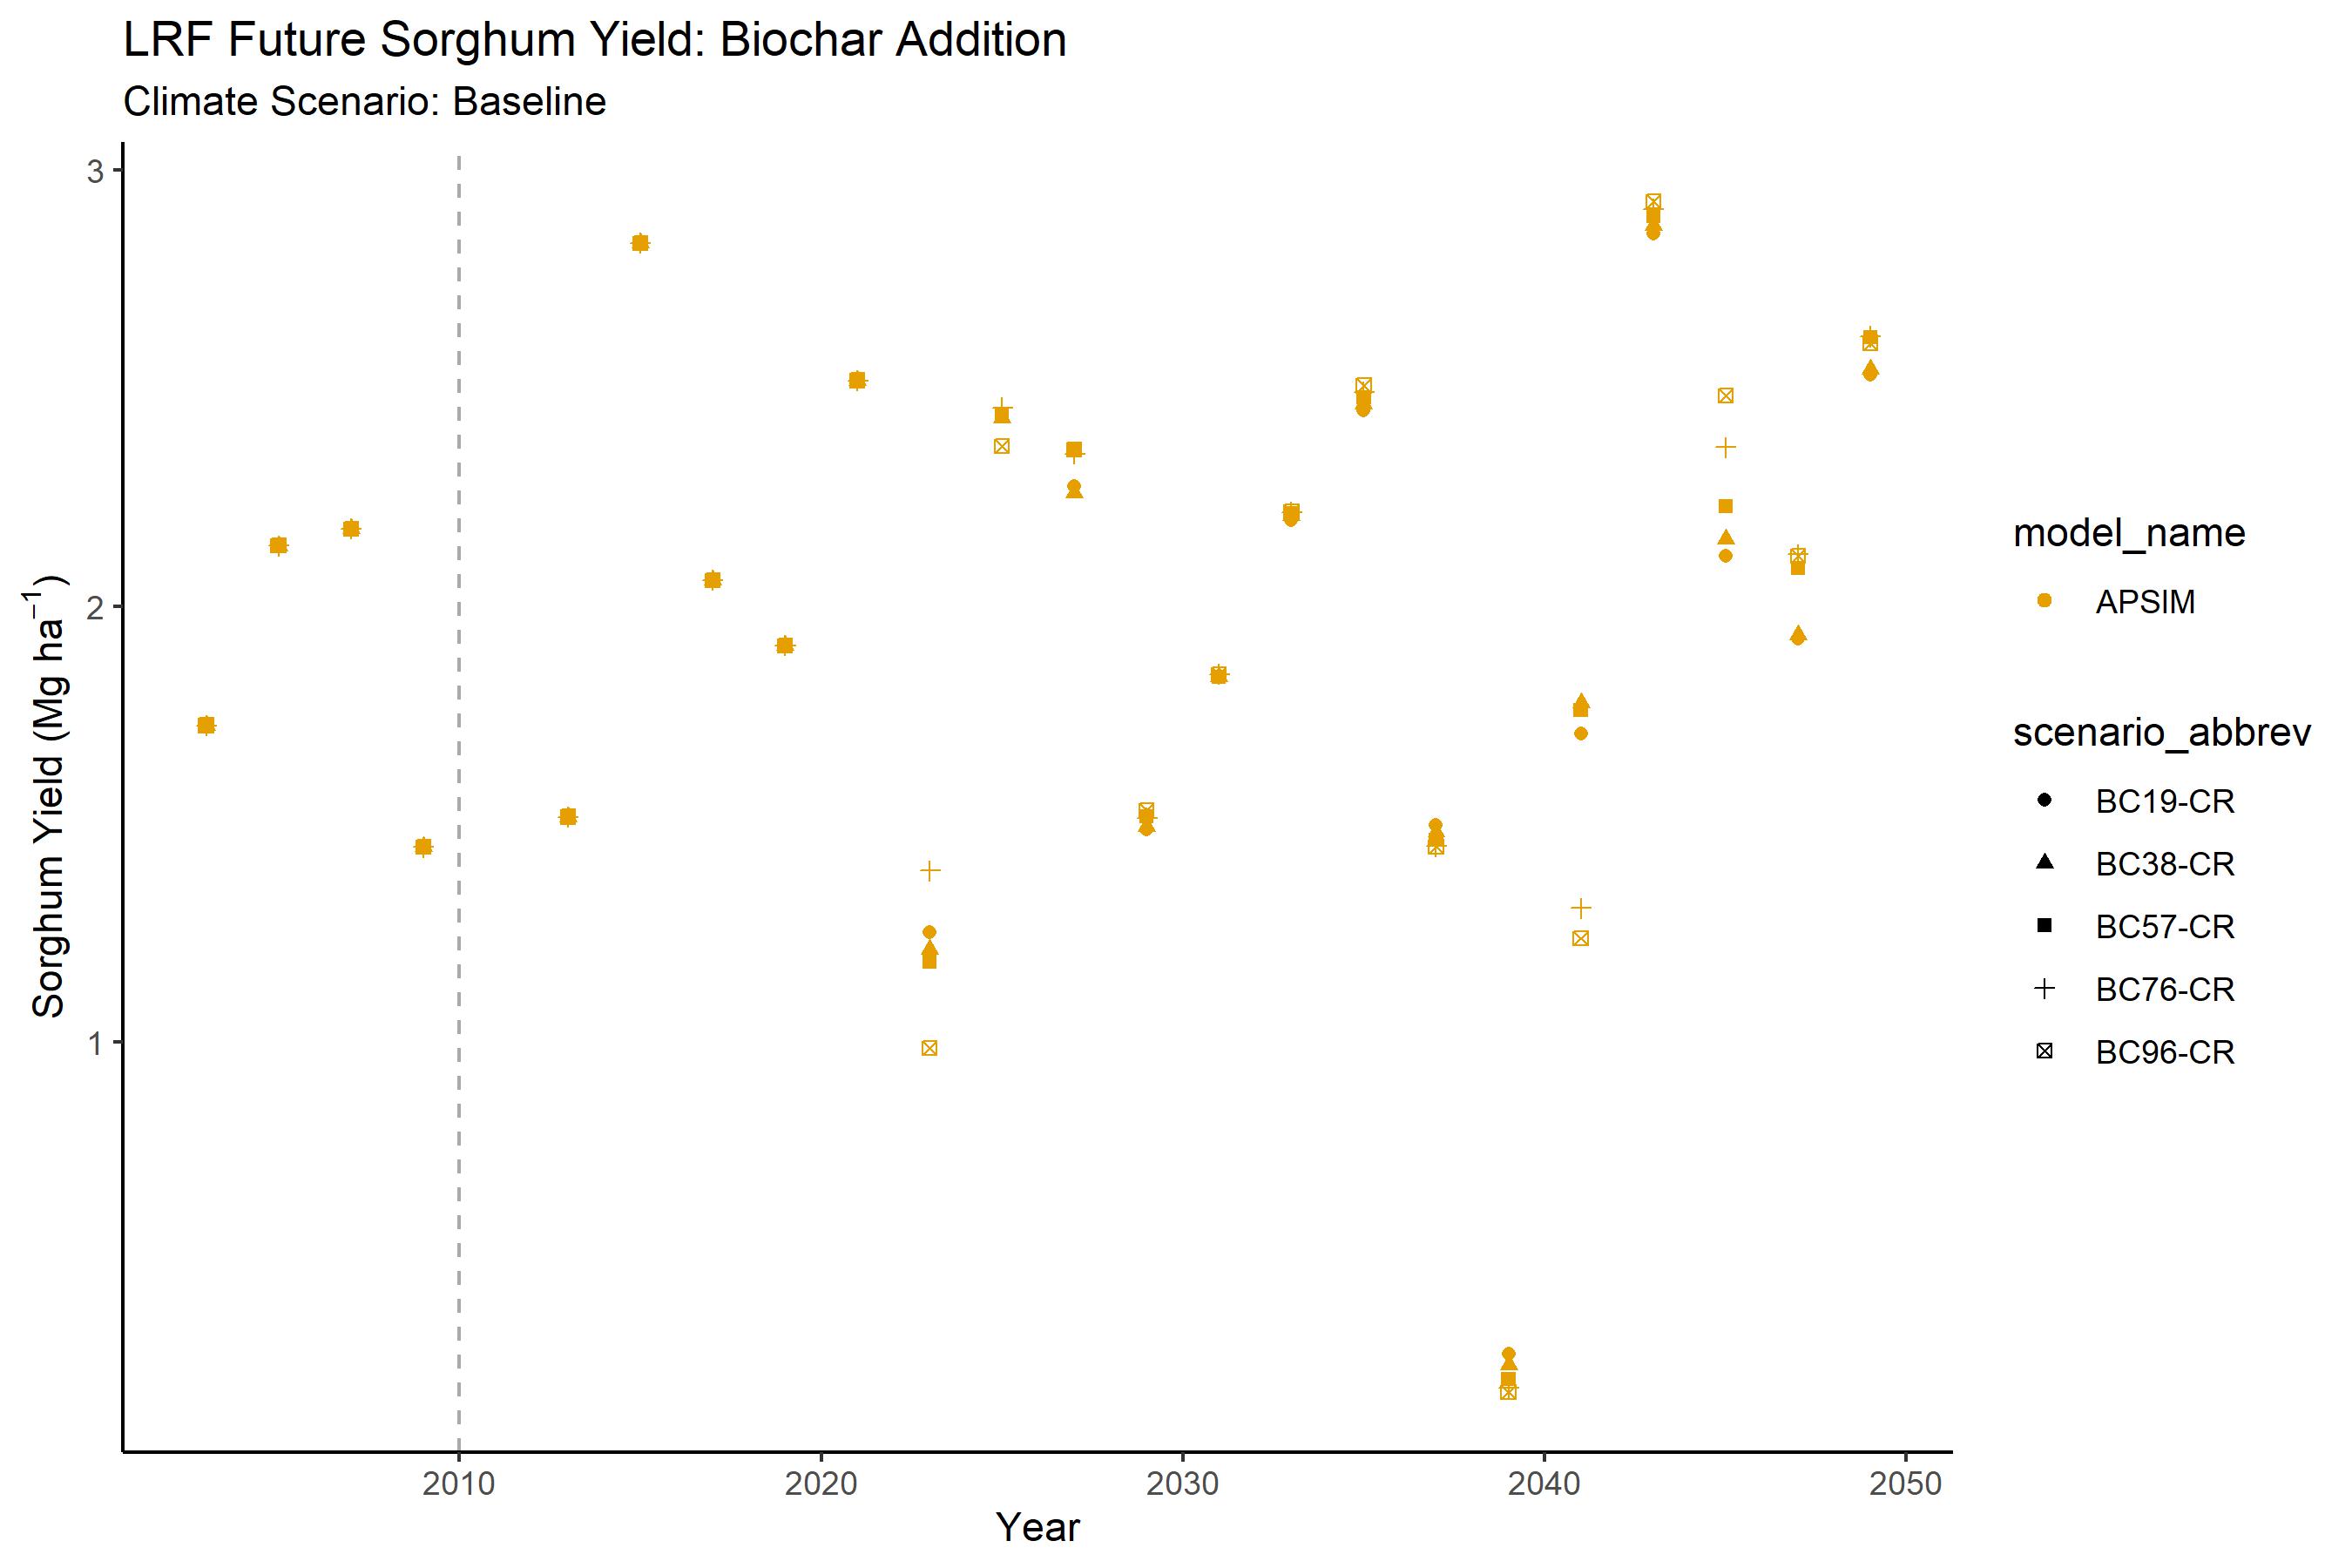 LRF Future Sorghum Yield: Biochar Addition
Climate Scenario: Baseline
Sorghum Yield (Mg ha⁻¹)
3
2
1
2010
2020
2030
2040
2050
Year
model_name
APSIM
scenario_abbrev
BC19-CR
BC38-CR
BC57-CR
BC76-CR
BC96-CR